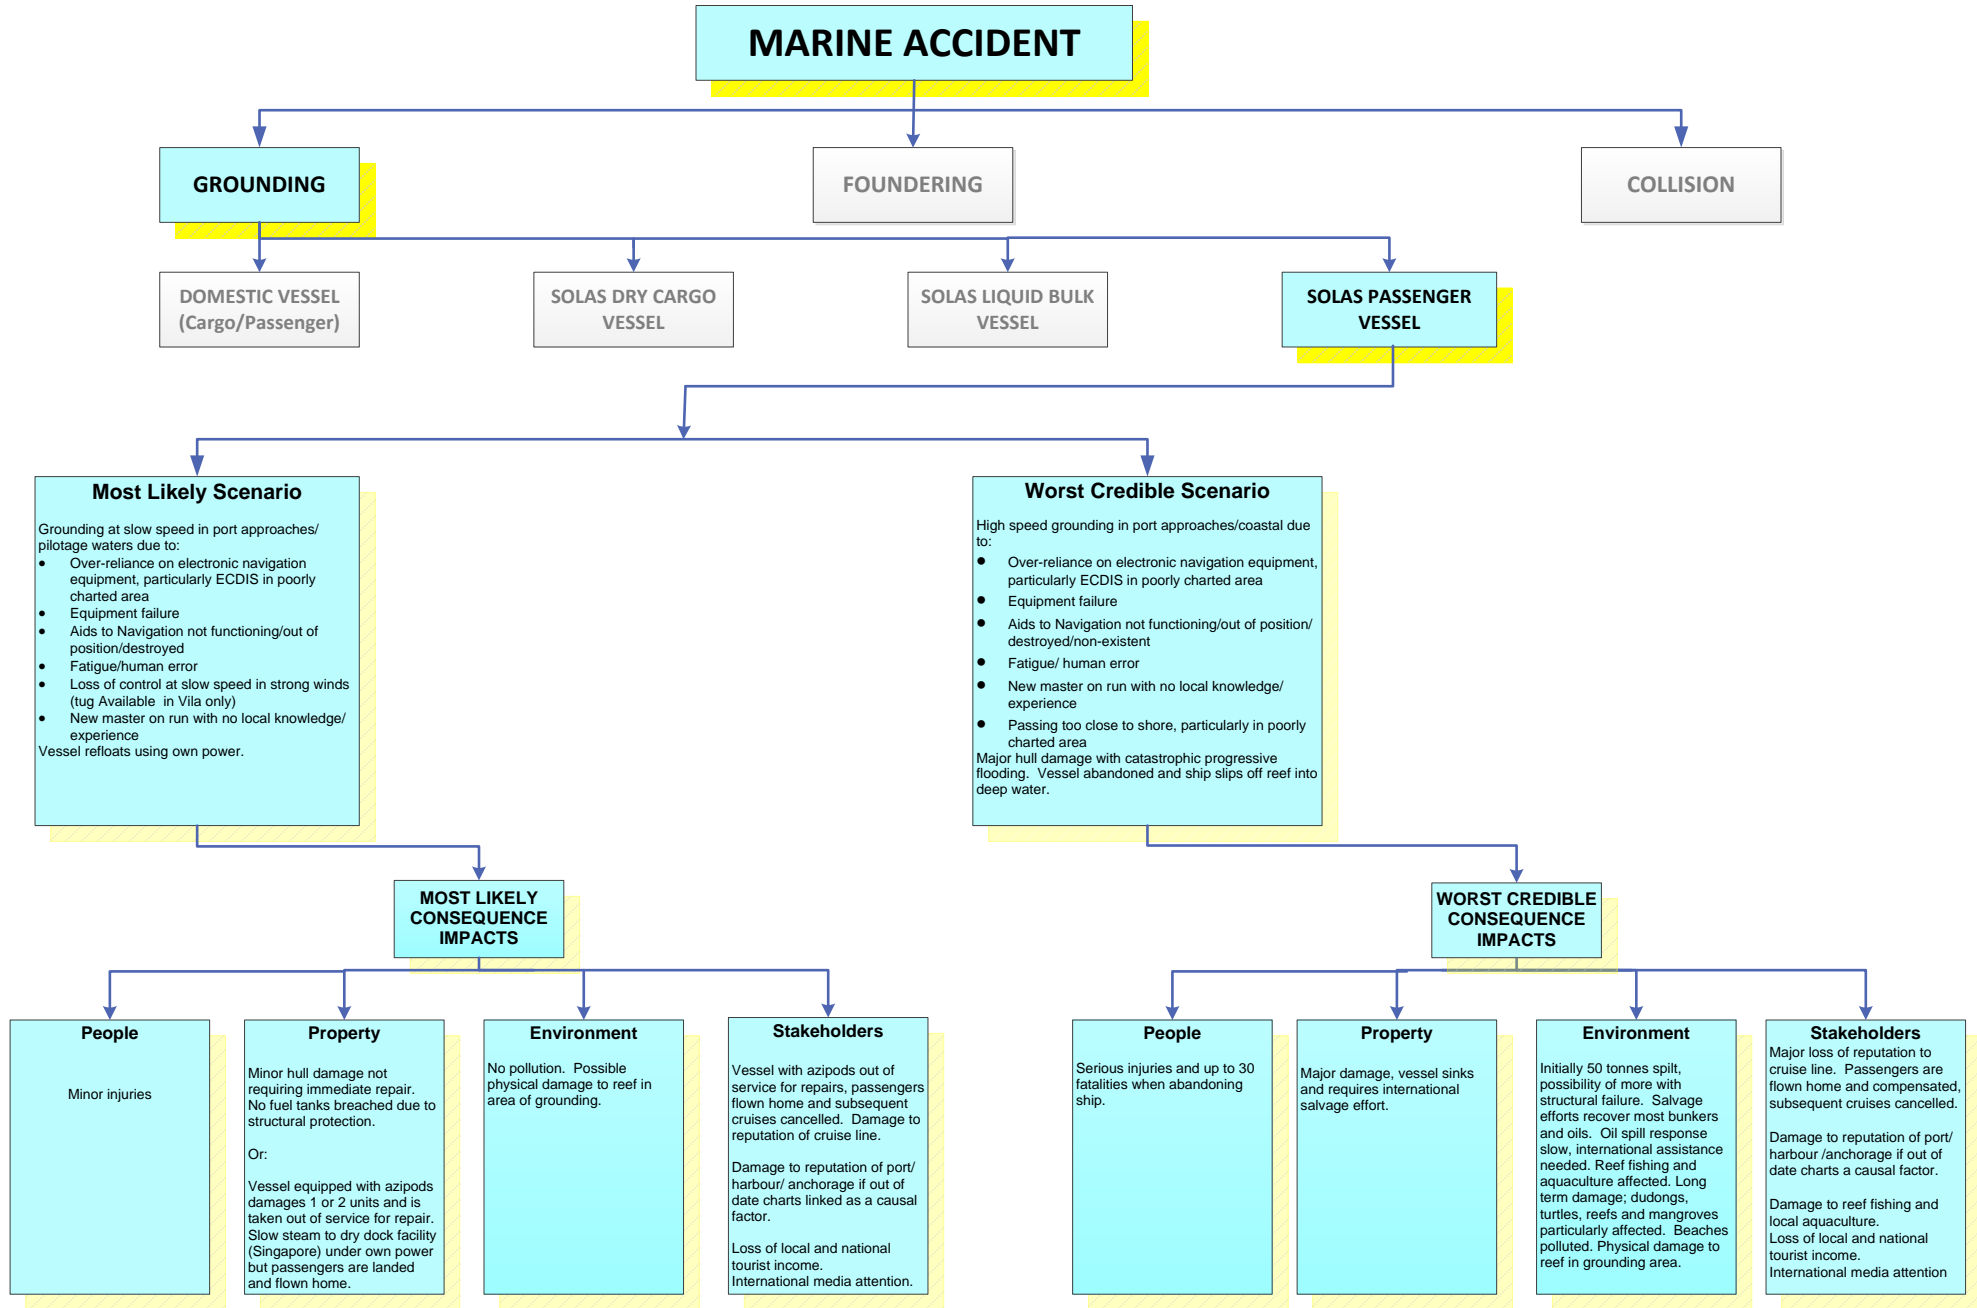 MARINE ACCIDENT
GROUNDING
FOUNDERING
COLLISION
DOMESTIC VESSEL
(Cargo/Passenger)
SOLAS DRY CARGO
VESSEL
SOLAS LIQUID BULK
VESSEL
SOLAS PASSENGER
VESSEL
Most Likely Scenario
Grounding at slow speed in port approaches/
pilotage waters due to:
• Over-reliance on electronic navigation
equipment, particularly ECDIS in poorly
charted area
• Equipment failure
• Aids to Navigation not functioning/out of
position/destroyed
• Fatigue/human error
• Loss of control at slow speed in strong winds
(tug Available  in Vila only)
• New master on run with no local knowledge/
experience
Vessel refloats using own power.
Worst Credible Scenario
High speed grounding in port approaches/coastal due
to:
• Over-reliance on electronic navigation equipment,
particularly ECDIS in poorly charted area
• Equipment failure
• Aids to Navigation not functioning/out of position/
destroyed/non-existent
• Fatigue/ human error
• New master on run with no local knowledge/
experience
• Passing too close to shore, particularly in poorly
charted area
Major hull damage with catastrophic progressive
flooding.  Vessel abandoned and ship slips off reef into
deep water.
MOST LIKELY
CONSEQUENCE
IMPACTS
WORST CREDIBLE
CONSEQUENCE
IMPACTS
People
Minor injuries
Property
Minor hull damage not
requiring immediate repair.
No fuel tanks breached due to
structural protection.
Or:
Vessel equipped with azipods
damages 1 or 2 units and is
taken out of service for repair.
Slow steam to dry dock facility
(Singapore) under own power
but passengers are landed
and flown home.
Environment
No pollution.  Possible
physical damage to reef in
area of grounding.
Stakeholders
Vessel with azipods out of
service for repairs, passengers
flown home and subsequent
cruises cancelled.  Damage to
reputation of cruise line.
Damage to reputation of port/
harbour/ anchorage if out of
date charts linked as a causal
factor.
Loss of local and national
tourist income.
International media attention.
People
Serious injuries and up to 30
fatalities when abandoning
ship.
Property
Major damage, vessel sinks
and requires international
salvage effort.
Environment
Initially 50 tonnes spilt,
possibility of more with
structural failure.  Salvage
efforts recover most bunkers
and oils.  Oil spill response
slow, international assistance
needed. Reef fishing and
aquaculture affected. Long
term damage; dudongs,
turtles, reefs and mangroves
particularly affected.  Beaches
polluted. Physical damage to
reef in grounding area.
Stakeholders
Major loss of reputation to
cruise line.  Passengers are
flown home and compensated,
subsequent cruises cancelled.
Damage to reputation of port/
harbour /anchorage if out of
date charts a causal factor.
Damage to reef fishing and
local aquaculture.
Loss of local and national
tourist income.
International media attention